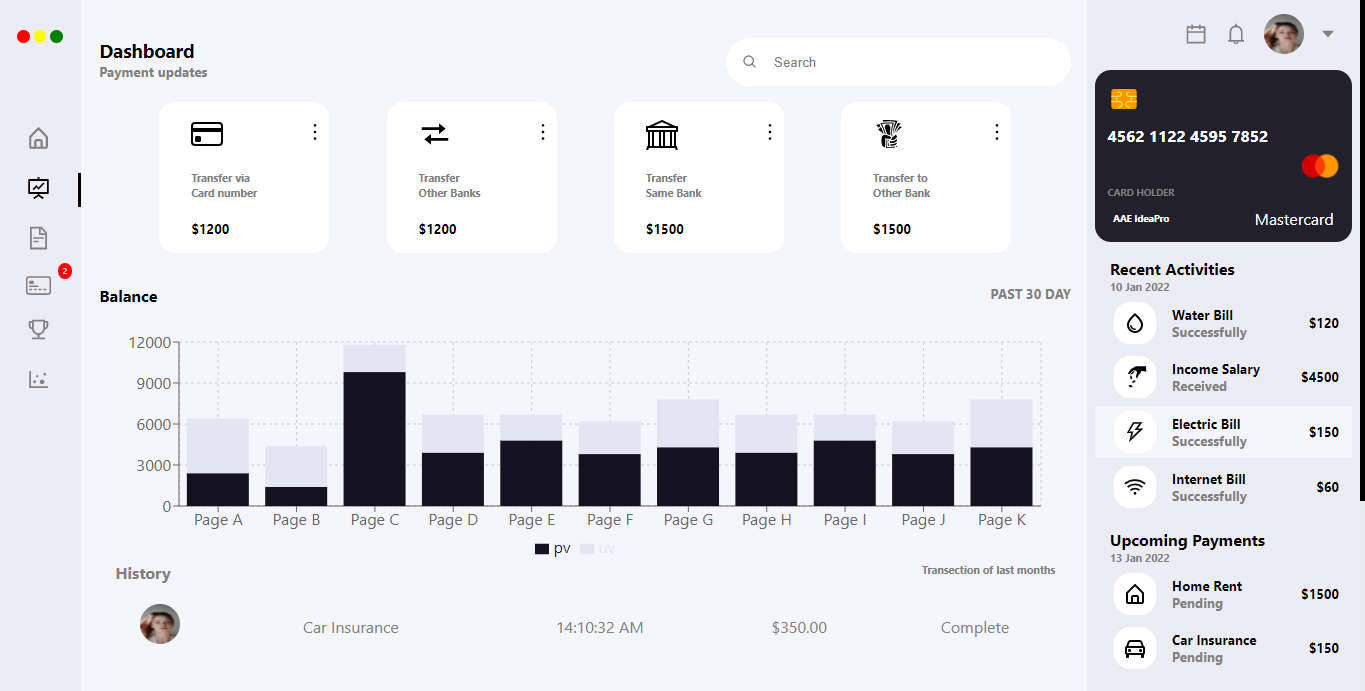 Dashboard
Payment updates
Search
Transfer via
Card number
$1200
Transfer
Other Banks
$1200
Transfer
Same Bank
$1500
Transfer to
Other Bank
$1500
2
Balance
PAST 30 DAY
12000
9000
6000
3000
0
Page A Page B Page C Page D Page E Page F Page G Page H Page I Page J Page K
pv uv
History
Transection of last months
Car Insurance 14:10:32 AM $350.00 Complete
4562 1122 4595 7852
CARD HOLDER
AAE IdeaPro
Mastercard
Recent Activities
10 Jan 2022
Water Bill
Successfully
$120
Income Salary
Received
$4500
Electric Bill
Successfully
$150
Internet Bill
Successfully
$60
Upcoming Payments
13 Jan 2022
Home Rent
Pending
$1500
Car Insurance
Pending
$150